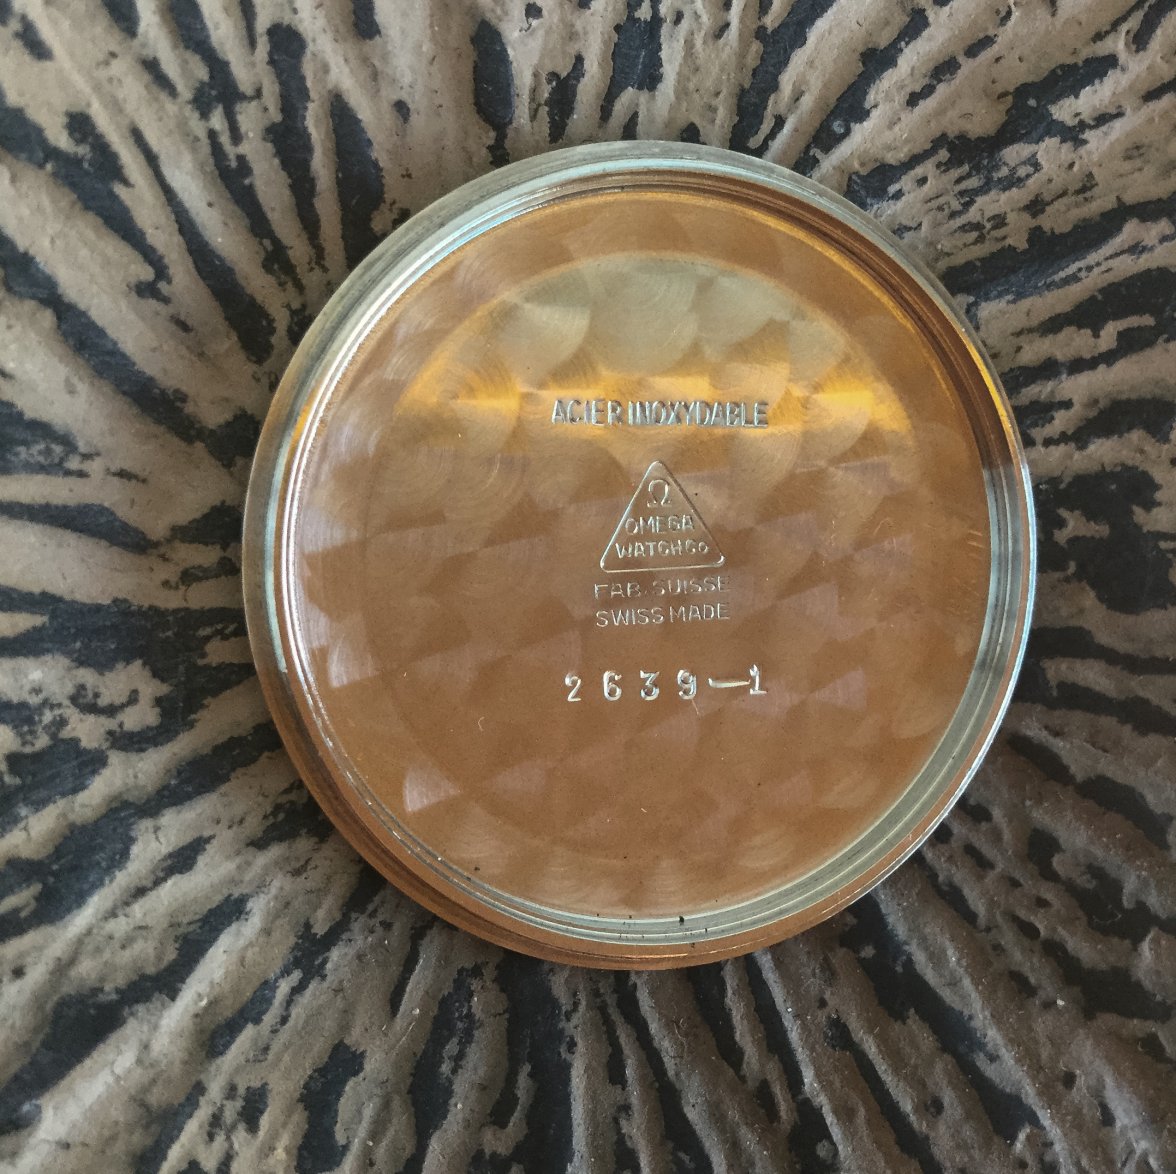 ACIER INOXYDABLE
Ω
OMEGA
WATCH Co
FAB. SUISSE
SWISS MADE
2639-1